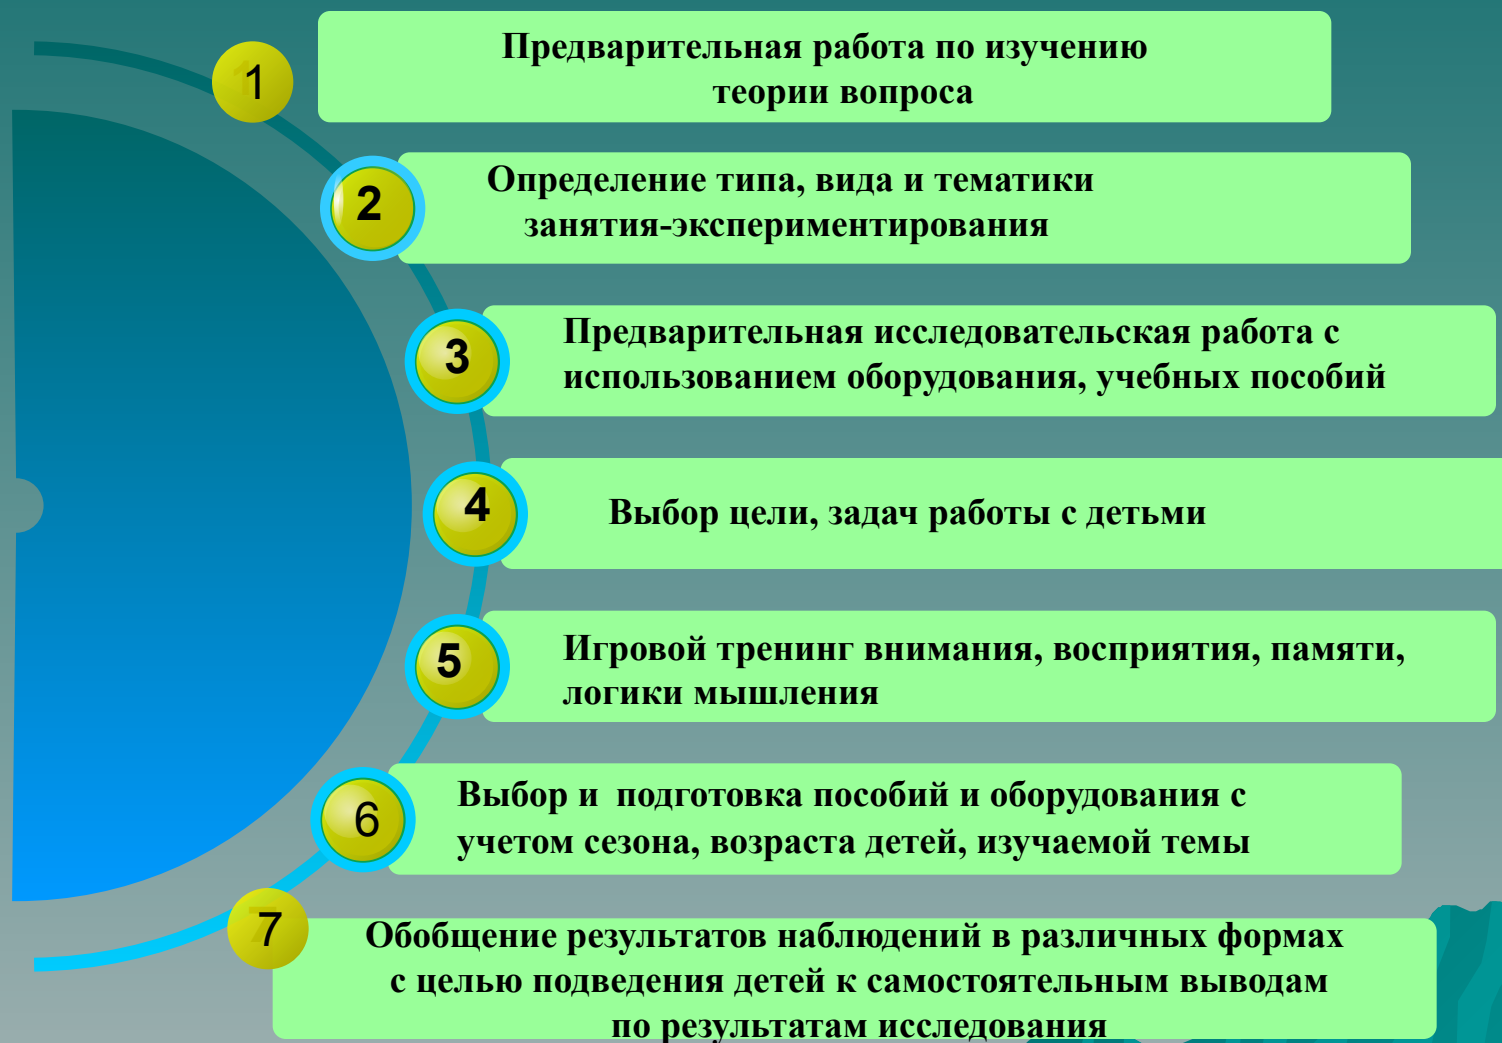 1
Предварительная работа по изучению
теории вопроса
2
Определение типа, вида и тематики
занятия-экспериментирования
3
Предварительная исследовательская работа с
использованием оборудования, учебных пособий
4
Выбор цели, задач работы с детьми
5
Игровой тренинг внимания, восприятия, памяти,
логики мышления
6
Выбор и подготовка пособий и оборудования с
учетом сезона, возраста детей, изучаемой темы
7
Обобщение результатов наблюдений в различных формах
с целью подведения детей к самостоятельным выводам
по результатам исследования